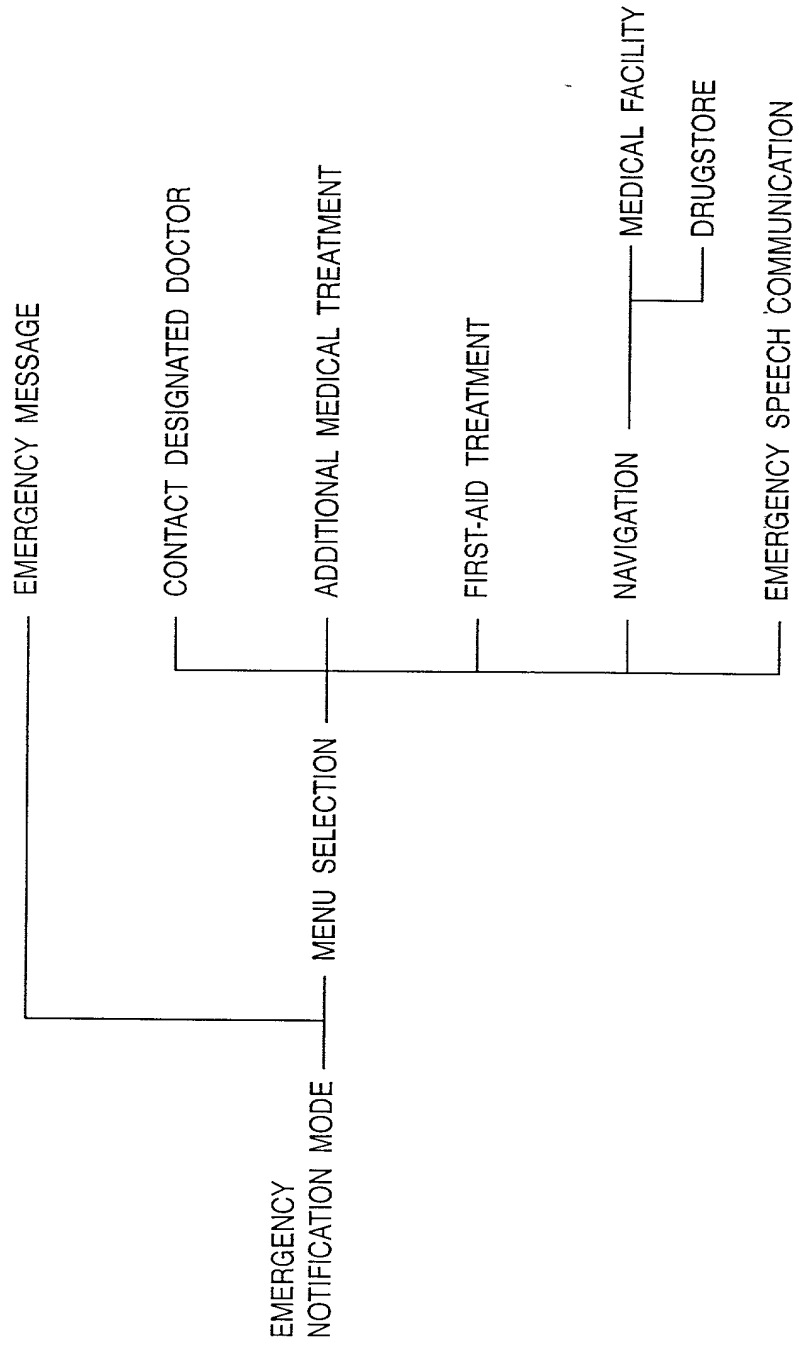 EMERGENCY
NOTIFICATION MODE
EMERGENCY MESSAGE
MENU SELECTION
CONTACT DESIGNATED DOCTOR
ADDITIONAL MEDICAL TREATMENT
FIRST-AID TREATMENT
NAVIGATION
MEDICAL FACILITY
DRUGSTORE
EMERGENCY SPEECH COMMUNICATION